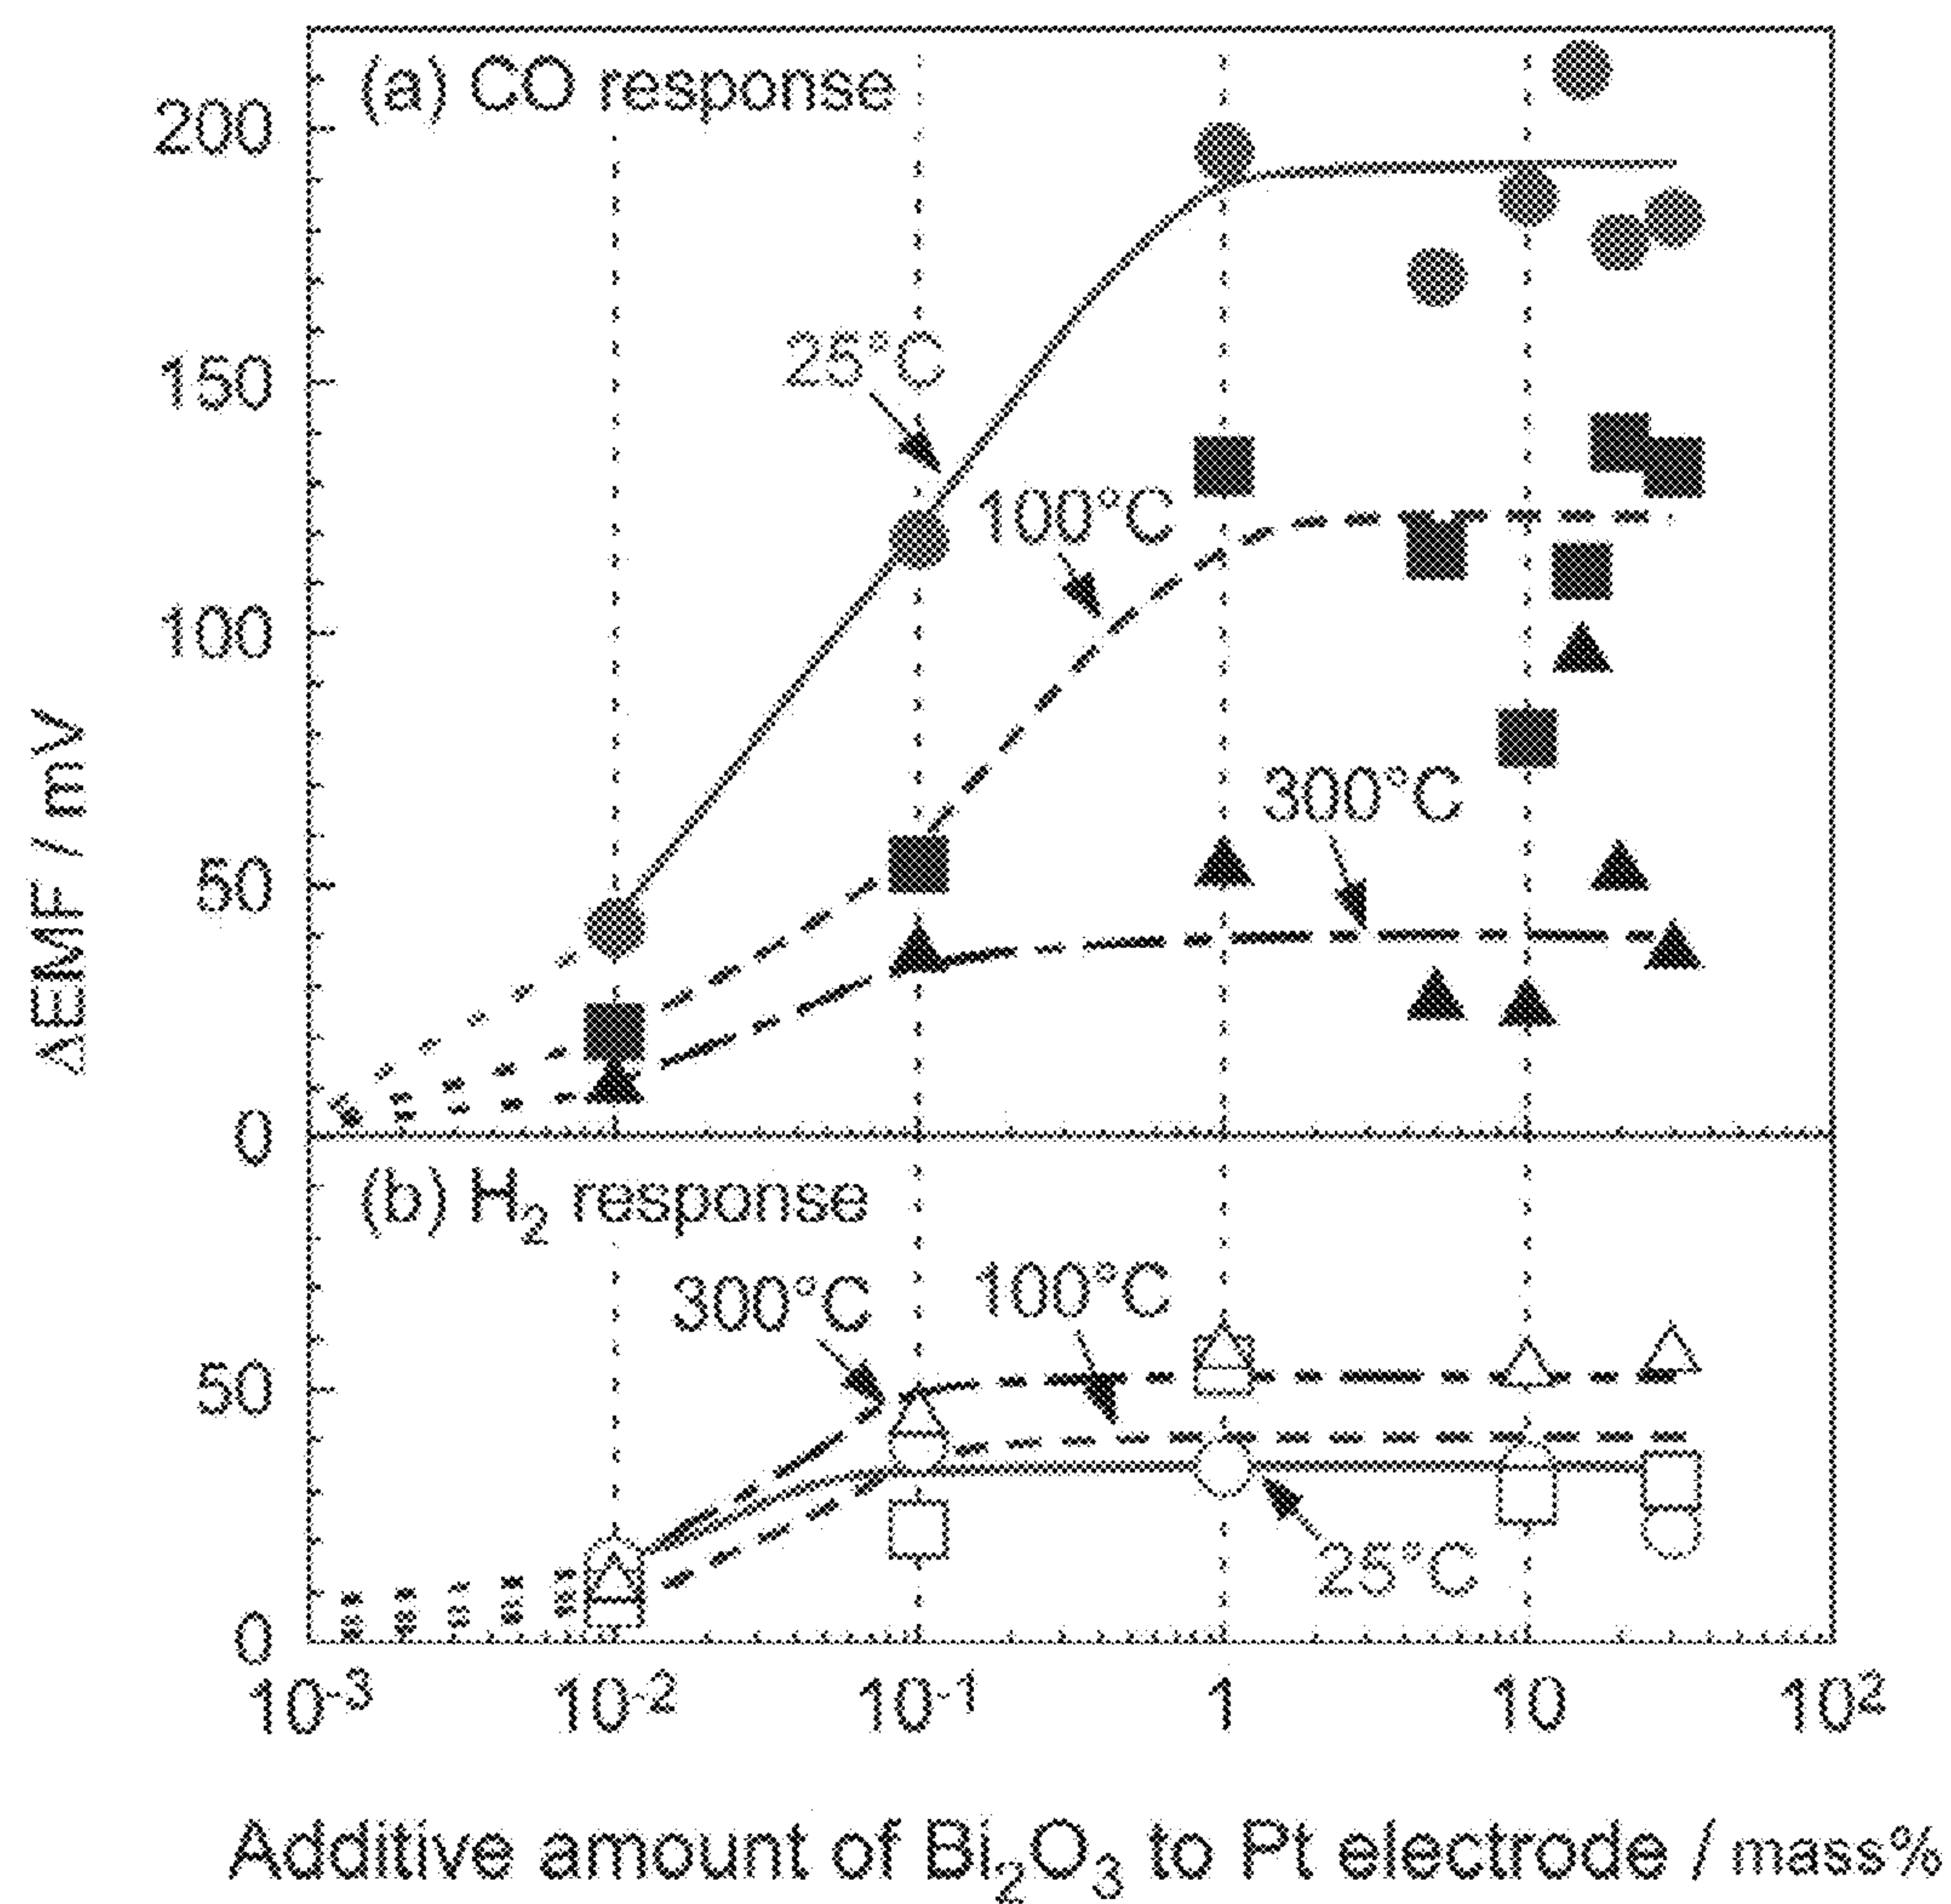 (a) CO response
200
25°C
150
100°C
100
300°C
50
0
ΔEMF / mV
(b) H₂ response
300°C
100°C
50
25°C
0
10⁻³ 10⁻² 10⁻¹ 1 10 10²
Additive amount of Bi₂O₃ to Pt electrode / mass%